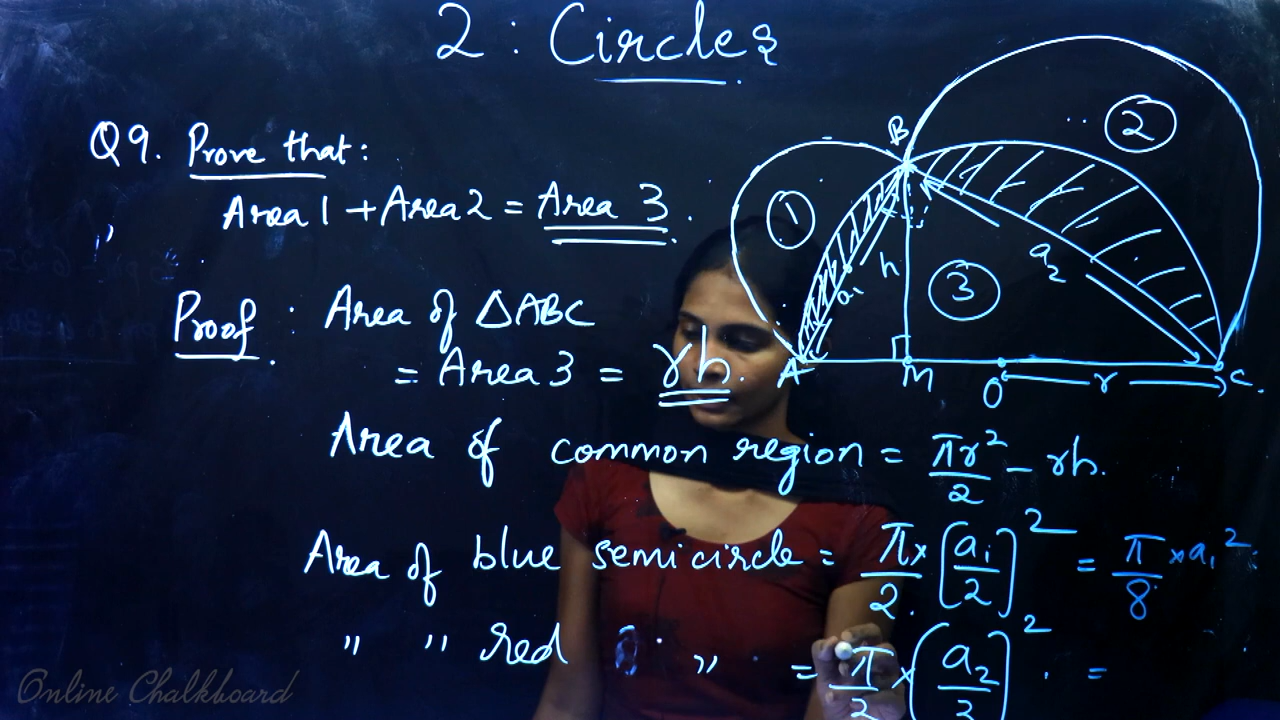 2 : Circles
Q9. Prove that:
Area 1 + Area 2 = Area 3.
Proof : Area of △ABC
= Area 3 = rh.
Area of common region = πr²/2 - rh.
Area of blue semicircle = π/2 × (a₁/2)² = π/8 × a₁²
" " red " = π/2 × (a₂/2)² =
B
2
1
a₂
h
a₁
3
A
M
O
r
C
Online Chalkboard